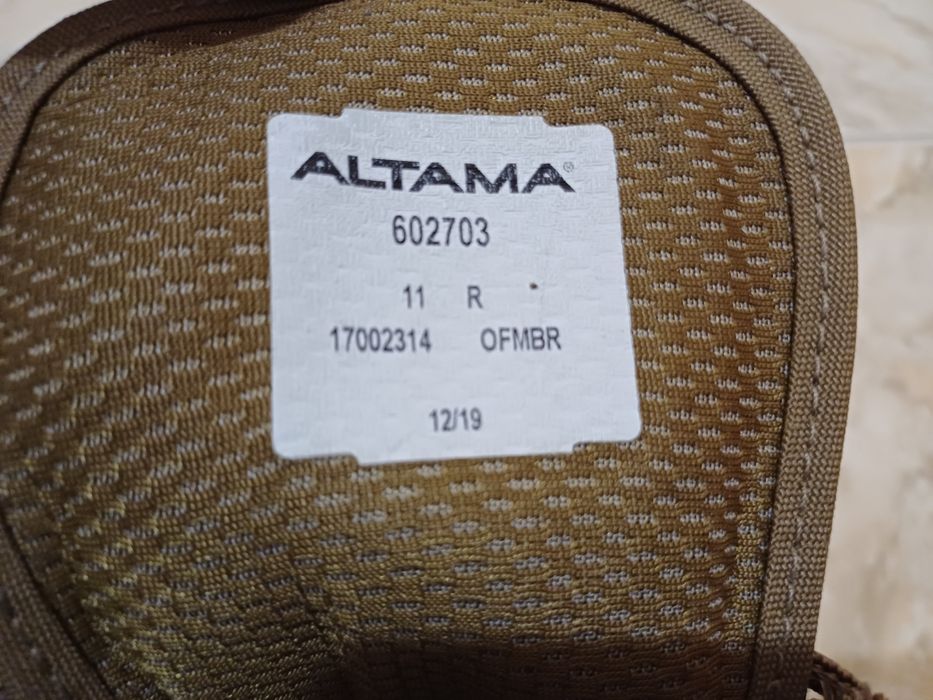 ALTAMA®
602703
11 R
17002314 OFMBR
12/19